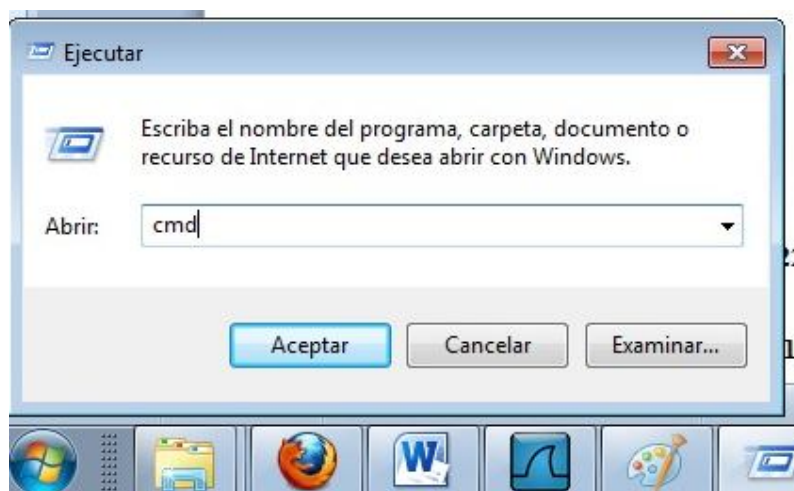 Ejecutar
Escriba el nombre del programa, carpeta, documento o
recurso de Internet que desea abrir con Windows.
Abrir:
cmd
Aceptar
Cancelar
Examinar...
W